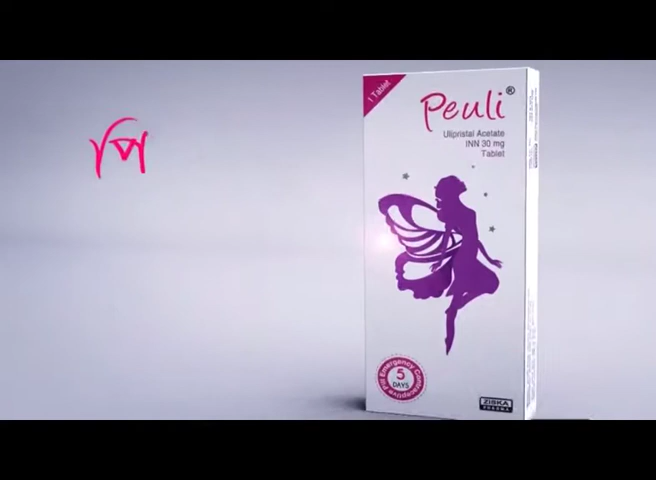 নি
1 Tablet
Peuli®
Ulipristal Acetate
INN 30 mg
Tablet
Emergency Contraceptive Pill
5
DAYS
ZISKA
PHARMA